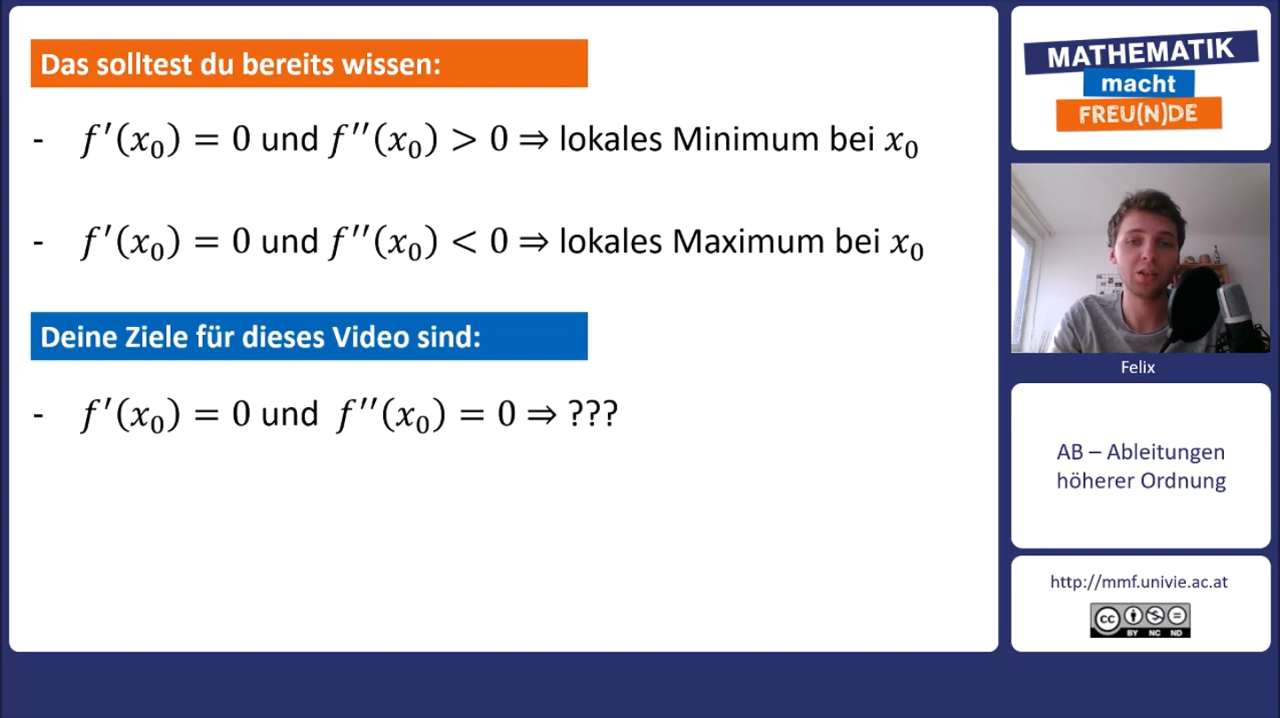 Das solltest du bereits wissen:
- f′(x₀) = 0 und f″(x₀) > 0 ⇒ lokales Minimum bei x₀
- f′(x₀) = 0 und f″(x₀) < 0 ⇒ lokales Maximum bei x₀
Deine Ziele für dieses Video sind:
- f′(x₀) = 0 und f″(x₀) = 0 ⇒ ???
MATHEMATIK
macht
FREU(N)DE
Felix
AB – Ableitungen
höherer Ordnung
http://mmf.univie.ac.at
cc
BY NC ND